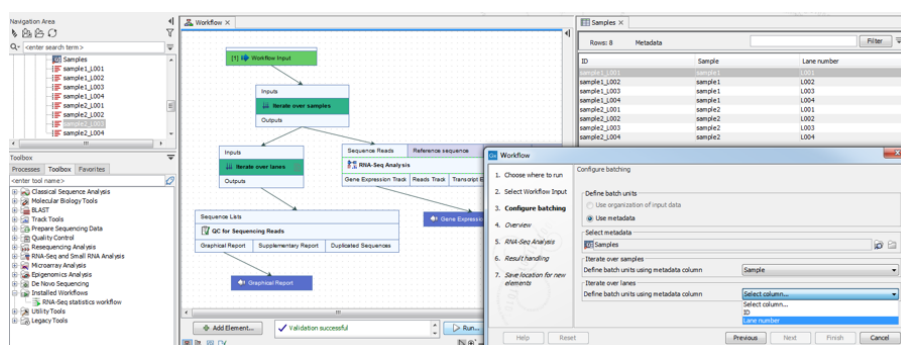 Navigation Area
<enter search term>
Samples
sample1_L001
sample1_L002
sample1_L003
sample1_L004
sample2_L001
sample2_L002
sample2_L003
sample2_L004
Toolbox
Processes Toolbox Favorites
<enter tool name>
Classical Sequence Analysis
Molecular Biology Tools
BLAST
Track Tools
Prepare Sequencing Data
Quality Control
Resequencing Analysis
RNA-Seq and Small RNA Analysis
Microarray Analysis
Epigenomics Analysis
De Novo Sequencing
Installed Workflows
RNA-Seq statistics workflow
Utility Tools
Legacy Tools
Workflow
[1] Workflow Input
Inputs
Iterate over samples
Outputs
Inputs
Iterate over lanes
Outputs
Sequence Reads Reference sequence
RNA-Seq Analysis
Gene Expression Track Reads Track Transcript E
Sequence Lists
QC for Sequencing Reads
Graphical Report Supplementary Report Duplicated Sequences
Gene Express
Graphical Report
Add Element...
Validation successful
Run...
Samples
Rows: 8 Metadata
Filter
ID Sample Lane number
sample1_L001 sample1 L001
sample1_L002 sample1 L002
sample1_L003 sample1 L003
sample1_L004 sample1 L004
sample2_L001 sample2 L001
sample2_L002 sample2 L002
sample2_L003 sample2 L003
sample2_L004 sample2 L004
Workflow
1. Choose where to run
2. Select Workflow Input
3. Configure batching
4. Overview
5. RNA-Seq Analysis
6. Result handling
7. Save location for new elements
Configure batching
Define batch units
Use organization of input data
Use metadata
Select metadata
Samples
Iterate over samples
Define batch units using metadata column Sample
Iterate over lanes
Define batch units using metadata column Select column...
Select column...
ID
Lane number
Help Reset Previous Next Finish Cancel